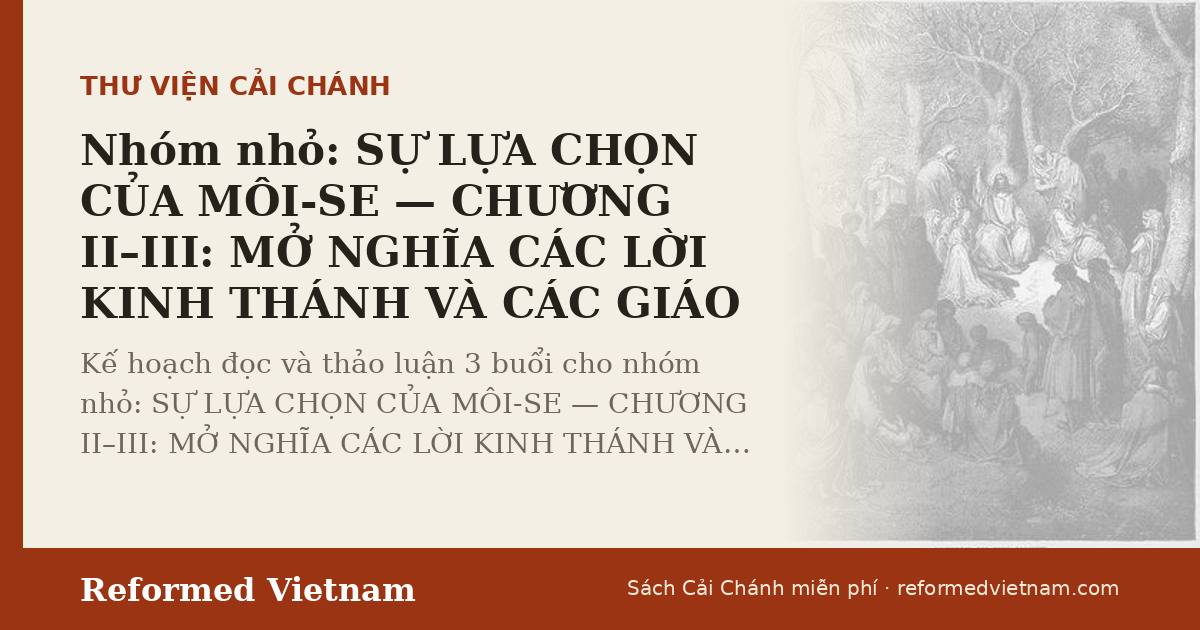 THƯ VIỆN CẢI CHÁNH
Nhóm nhỏ: SỰ LỰA CHỌN
CỦA MÔI-SE — CHƯƠNG
II–III: MỞ NGHĨA CÁC LỜI
KINH THÁNH VÀ CÁC GIÁO
Kế hoạch đọc và thảo luận 3 buổi cho nhóm
nhỏ: SỰ LỰA CHỌN CỦA MÔI-SE — CHƯƠNG
II–III: MỞ NGHĨA CÁC LỜI KINH THÁNH VÀ...
Reformed Vietnam
Sách Cải Chánh miễn phí · reformedvietnam.com